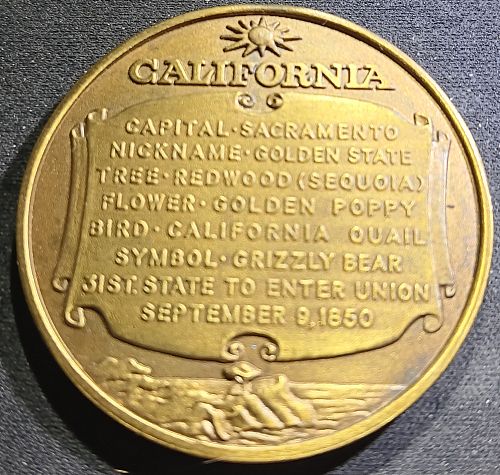 CALIFORNIA
CAPITAL·SACRAMENTO
NICKNAME·GOLDEN STATE
TREE·REDWOOD (SEQUOIA)
FLOWER·GOLDEN POPPY
BIRD·CALIFORNIA QUAIL
SYMBOL·GRIZZLY BEAR
31ST. STATE TO ENTER UNION
SEPTEMBER 9, 1850